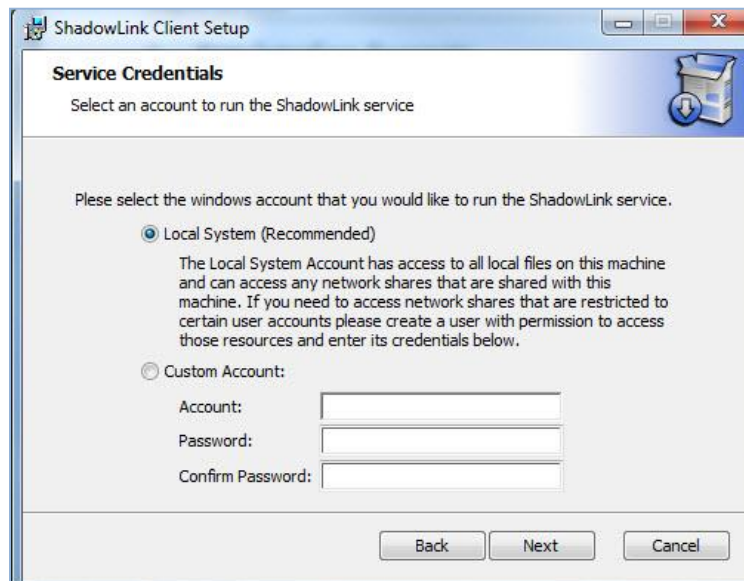 ShadowLink Client Setup
Service Credentials
Select an account to run the ShadowLink service
Plese select the windows account that you would like to run the ShadowLink service.
Local System (Recommended)
The Local System Account has access to all local files on this machine
and can access any network shares that are shared with this
machine. If you need to access network shares that are restricted to
certain user accounts please create a user with permission to access
those resources and enter its credentials below.
Custom Account:
Account:
Password:
Confirm Password:
Back Next Cancel